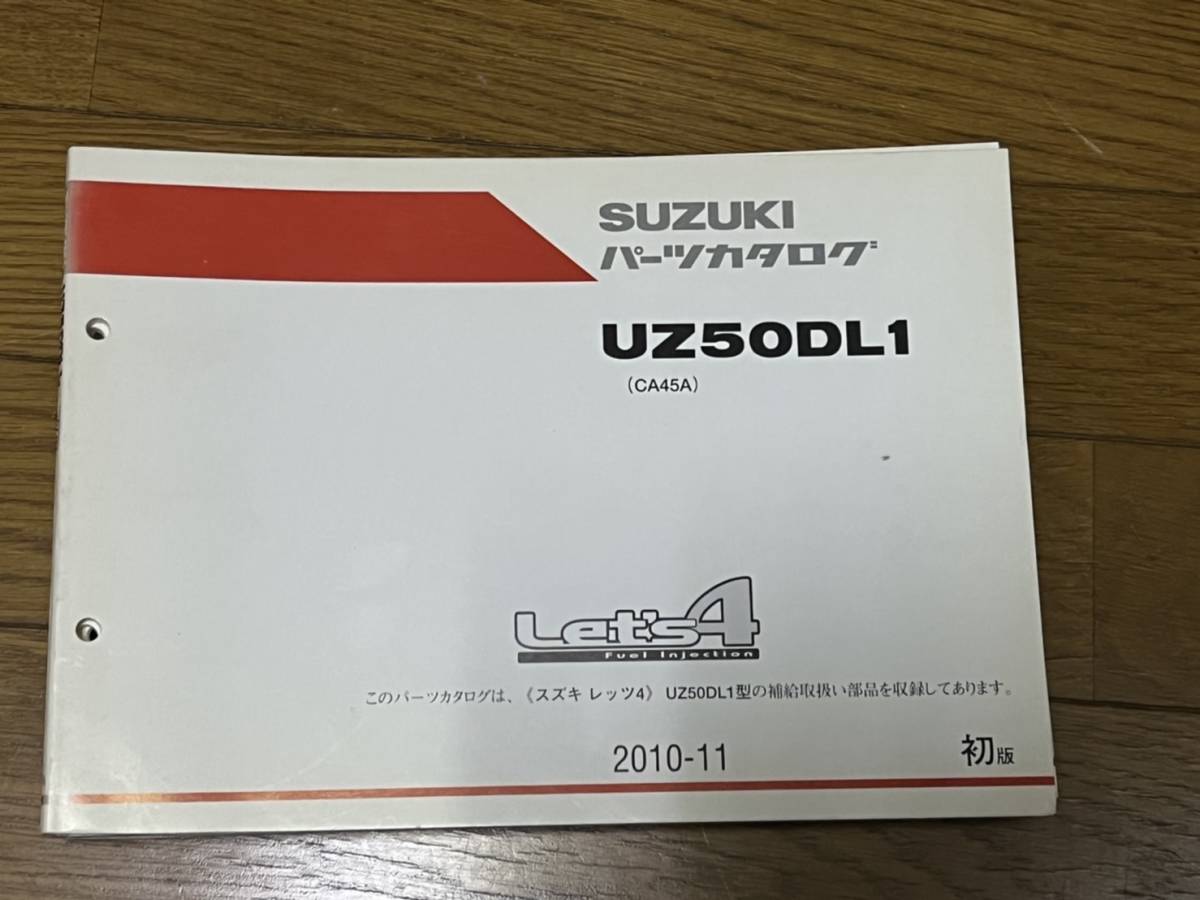 SUZUKI
パーツカタログ
UZ50DL1
(CA45A)
Let's4
Fuel Injection
このパーツカタログは、《スズキ レッツ4》 UZ50DL1型の補給取扱い部品を収録してあります。
2010-11
初版